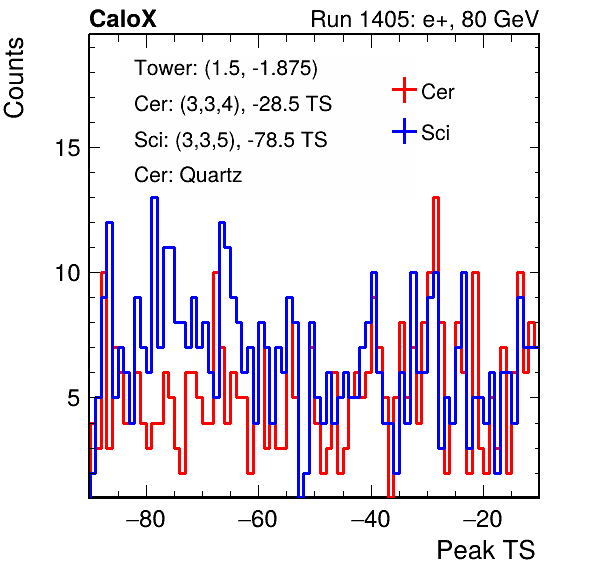 CaloX Run 1405: e+, 80 GeV
Counts
Tower: (1.5, -1.875)
Cer: (3,3,4), -28.5 TS
Sci: (3,3,5), -78.5 TS
Cer: Quartz
Cer
Sci
15
10
5
−80 −60 −40 −20
Peak TS